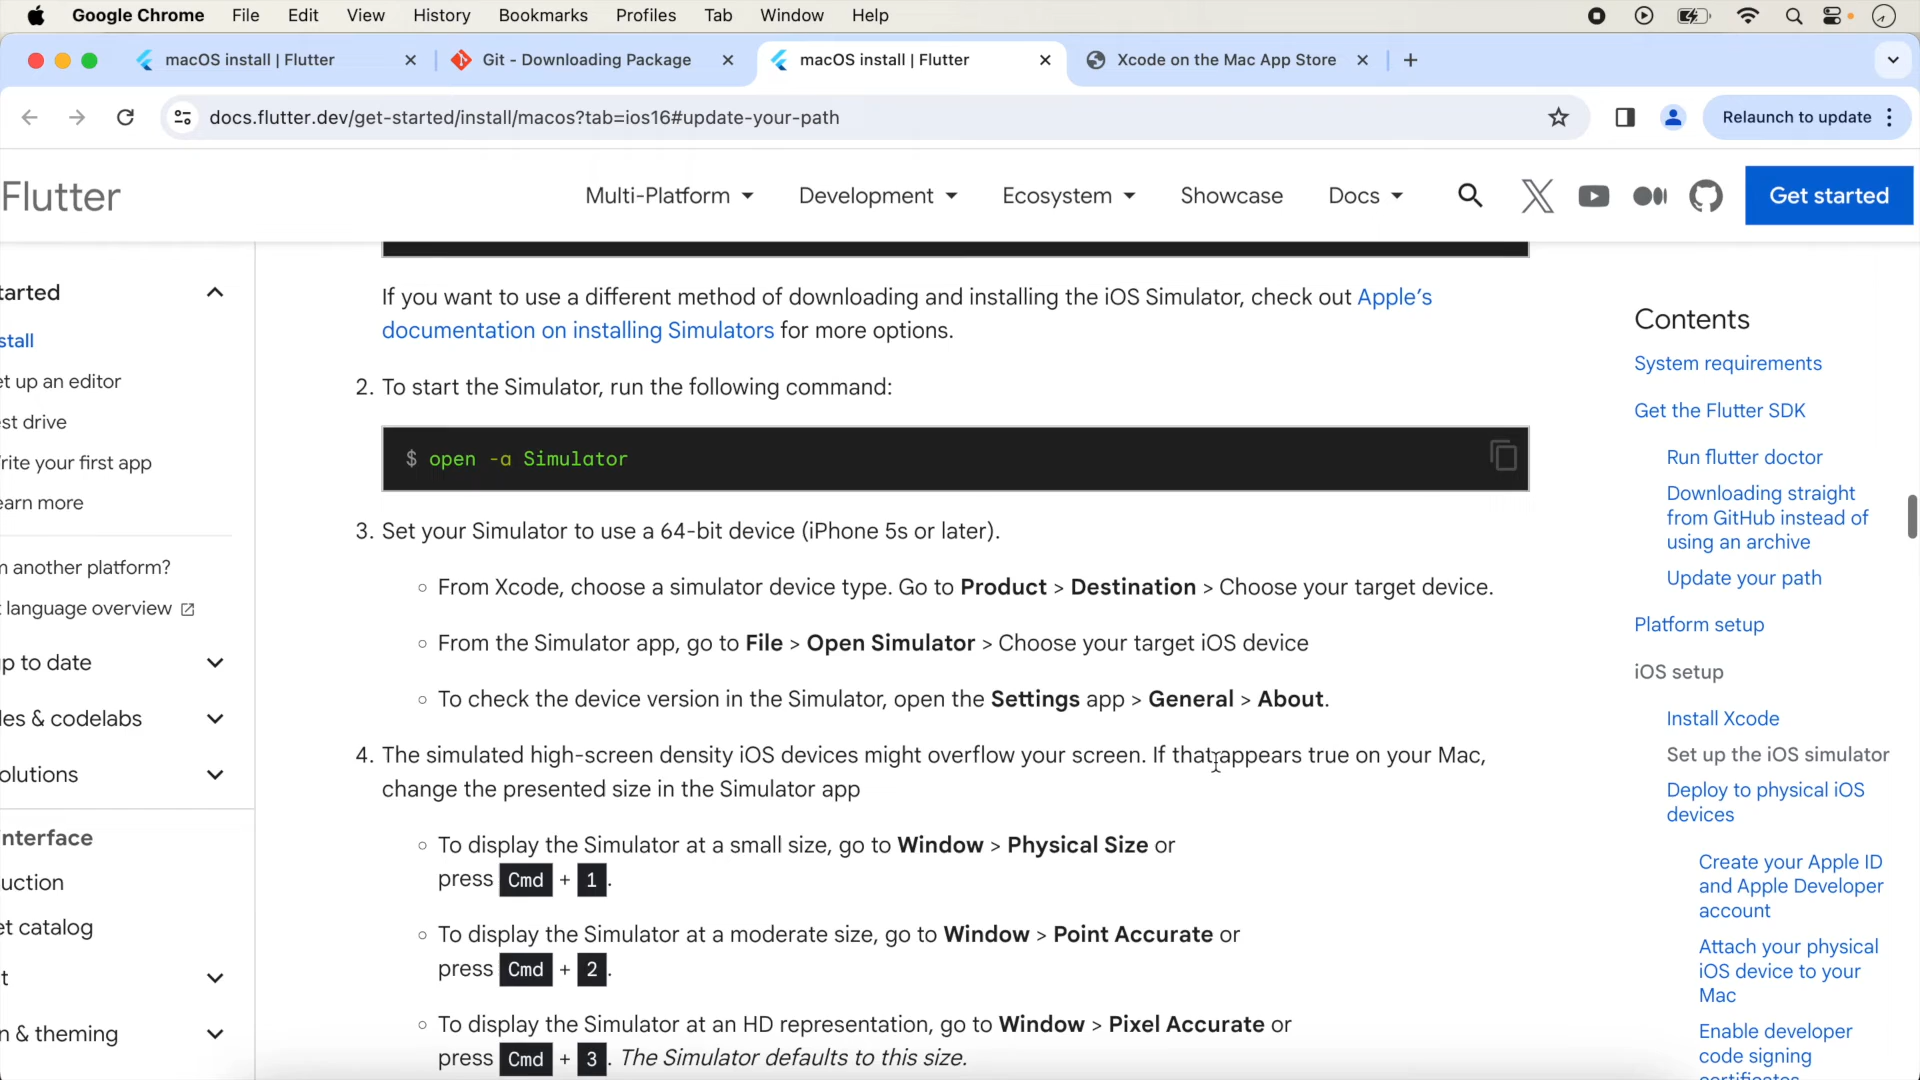 Google Chrome File Edit View History Bookmarks Profiles Tab Window Help
macOS install | Flutter
Git - Downloading Package
macOS install | Flutter
Xcode on the Mac App Store
docs.flutter.dev/get-started/install/macos?tab=ios16#update-your-path
Relaunch to update
Flutter
Multi-Platform
Development
Ecosystem
Showcase
Docs
Get started
tarted
stall
et up an editor
st drive
rite your first app
earn more
m another platform?
language overview
p to date
les & codelabs
olutions
nterface
uction
et catalog
t
n & theming
If you want to use a different method of downloading and installing the iOS Simulator, check out Apple’s
documentation on installing Simulators for more options.
2. To start the Simulator, run the following command:
$ open -a Simulator
3. Set your Simulator to use a 64-bit device (iPhone 5s or later).
From Xcode, choose a simulator device type. Go to Product > Destination > Choose your target device.
From the Simulator app, go to File > Open Simulator > Choose your target iOS device
To check the device version in the Simulator, open the Settings app > General > About.
4. The simulated high-screen density iOS devices might overflow your screen. If that appears true on your Mac,
change the presented size in the Simulator app
To display the Simulator at a small size, go to Window > Physical Size or
press Cmd + 1.
To display the Simulator at a moderate size, go to Window > Point Accurate or
press Cmd + 2.
To display the Simulator at an HD representation, go to Window > Pixel Accurate or
press Cmd + 3. The Simulator defaults to this size.
Contents
System requirements
Get the Flutter SDK
Run flutter doctor
Downloading straight
from GitHub instead of
using an archive
Update your path
Platform setup
iOS setup
Install Xcode
Set up the iOS simulator
Deploy to physical iOS
devices
Create your Apple ID
and Apple Developer
account
Attach your physical
iOS device to your
Mac
Enable developer
code signing
certificates